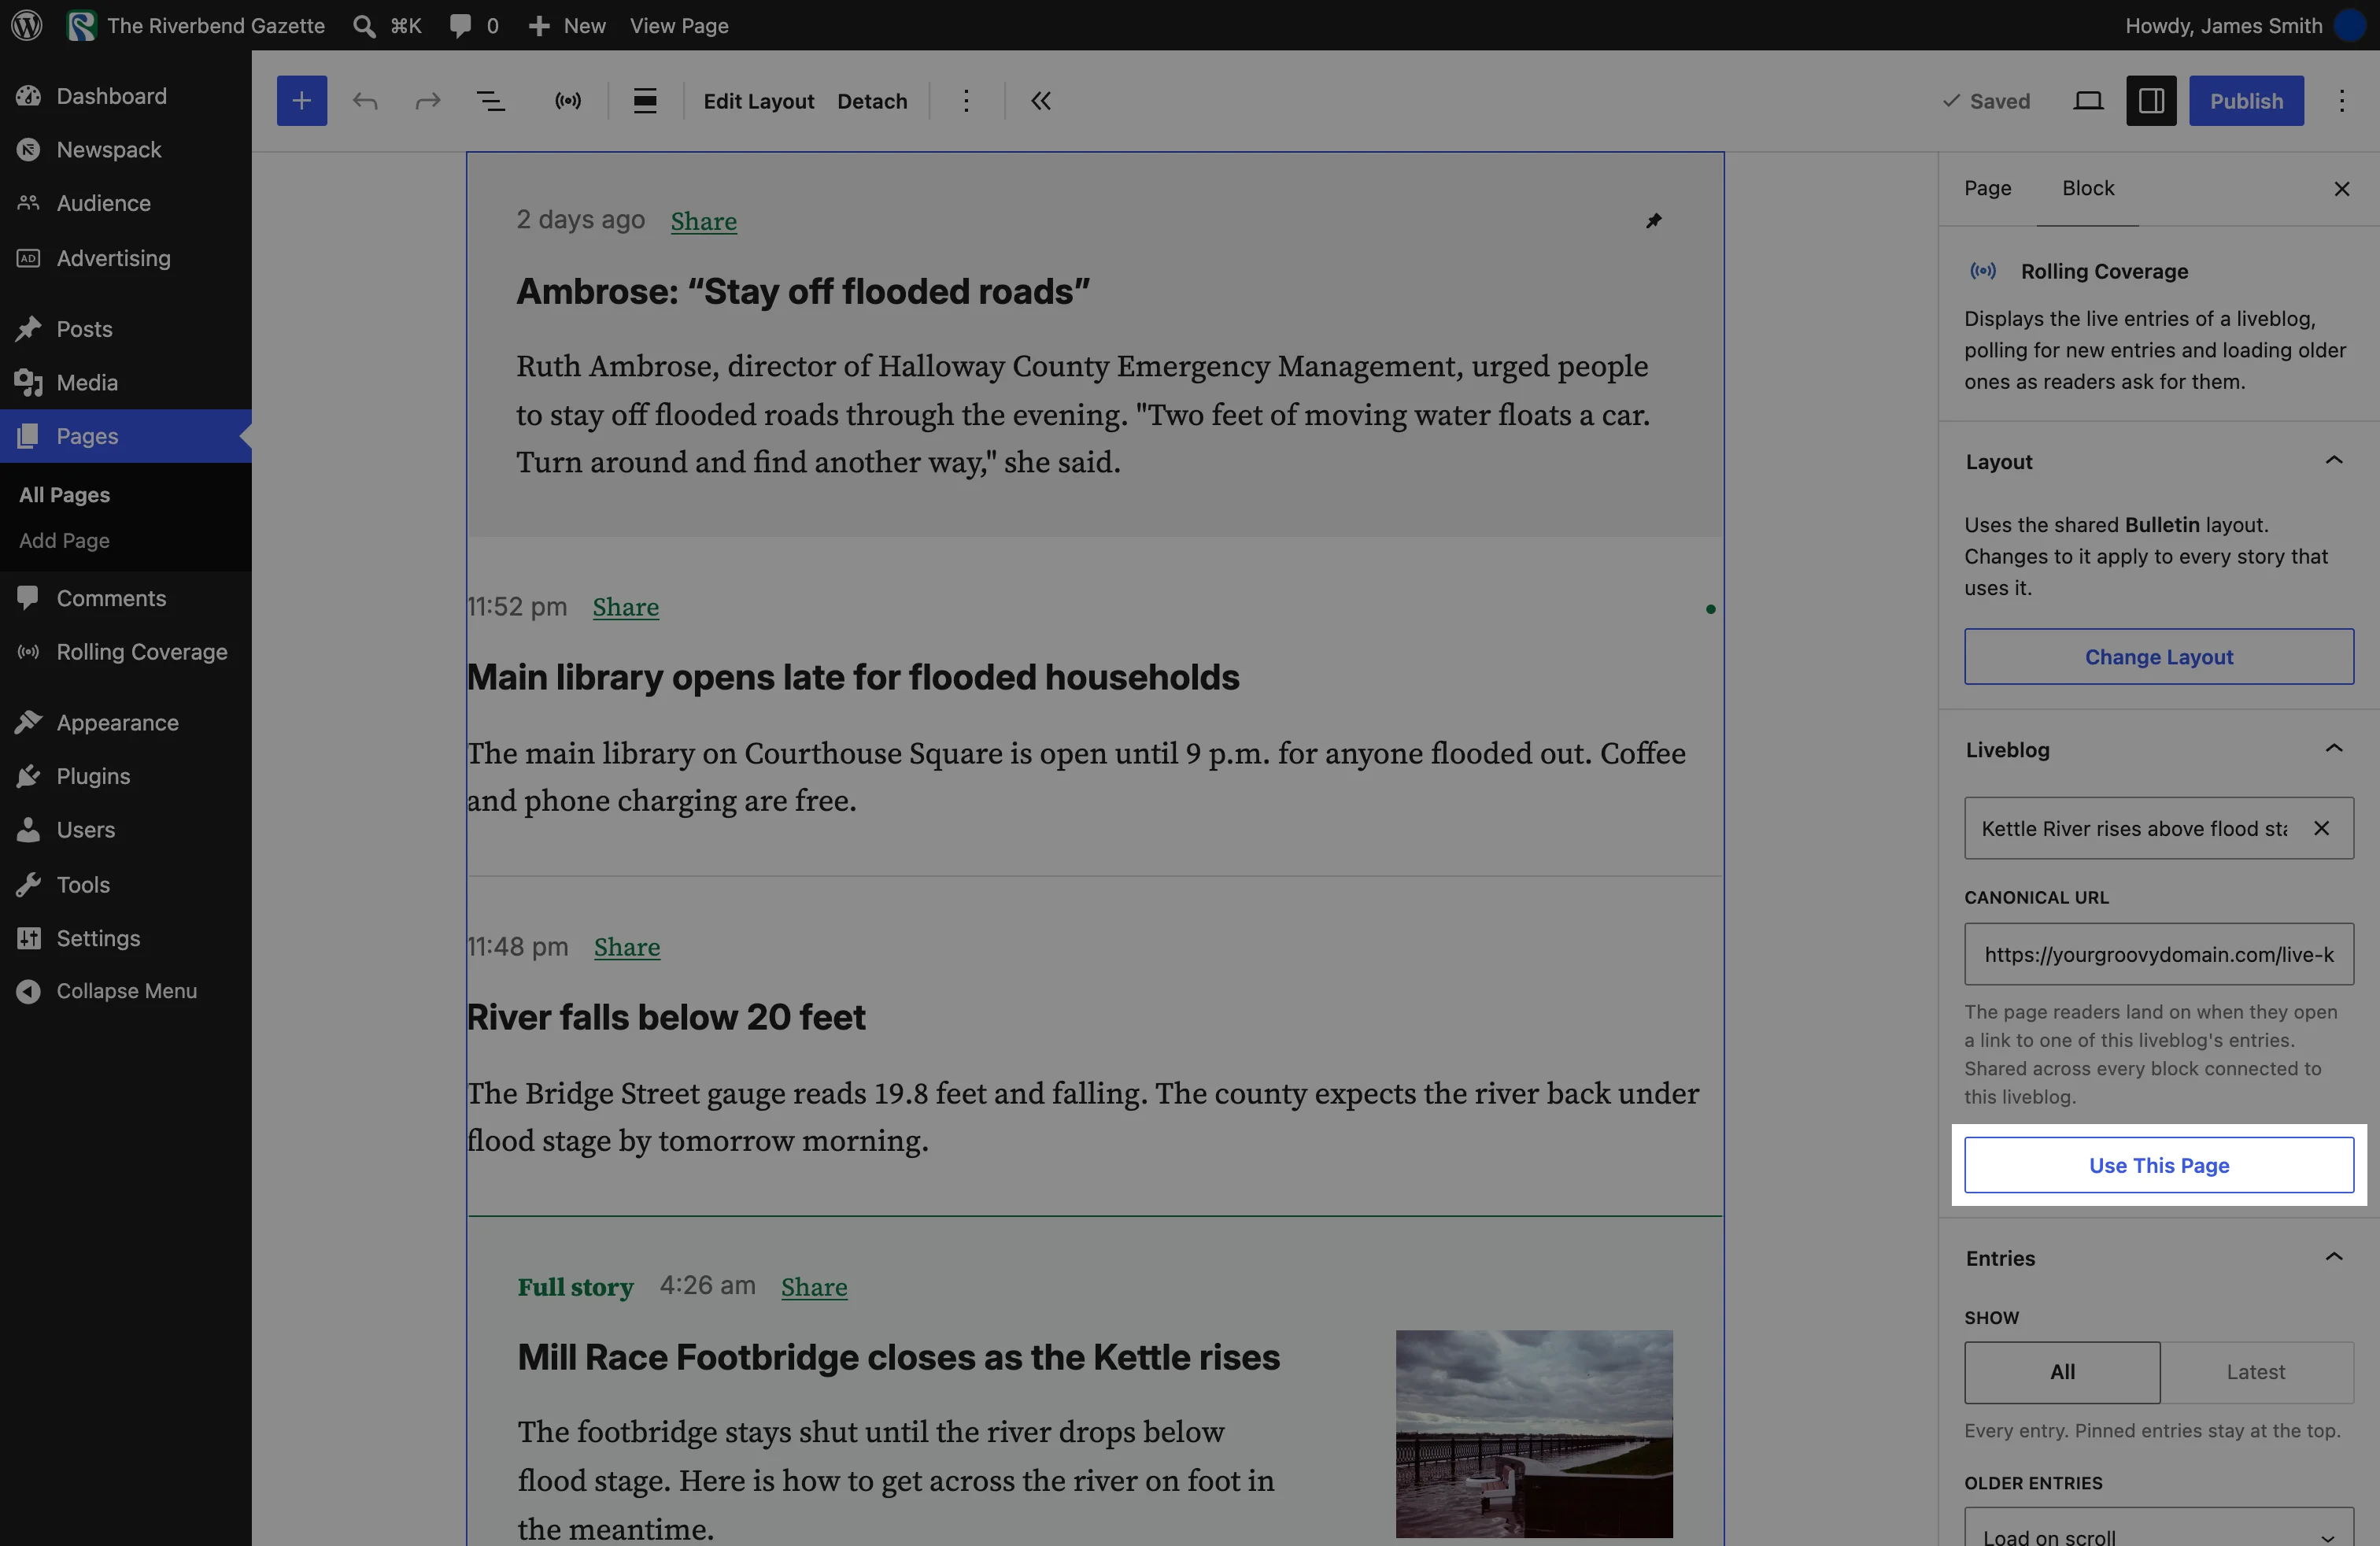 The Riverbend Gazette ⌘K 0 New View Page Howdy, James Smith
Dashboard
Newspack
Audience
AD Advertising
Posts
Media
Pages
All Pages
Add Page
Comments
Rolling Coverage
Appearance
Plugins
Users
Tools
Settings
Collapse Menu
Edit Layout Detach Saved Publish
2 days ago Share
Ambrose: “Stay off flooded roads”
Ruth Ambrose, director of Halloway County Emergency Management, urged people
to stay off flooded roads through the evening. "Two feet of moving water floats a car.
Turn around and find another way," she said.
11:52 pm Share
Main library opens late for flooded households
The main library on Courthouse Square is open until 9 p.m. for anyone flooded out. Coffee
and phone charging are free.
11:48 pm Share
River falls below 20 feet
The Bridge Street gauge reads 19.8 feet and falling. The county expects the river back under
flood stage by tomorrow morning.
Full story 4:26 am Share
Mill Race Footbridge closes as the Kettle rises
The footbridge stays shut until the river drops below
flood stage. Here is how to get across the river on foot in
the meantime.
Page Block
Rolling Coverage
Displays the live entries of a liveblog,
polling for new entries and loading older
ones as readers ask for them.
Layout
Uses the shared Bulletin layout.
Changes to it apply to every story that
uses it.
Change Layout
Liveblog
Kettle River rises above flood sta
CANONICAL URL
https://yourgroovydomain.com/live-k
The page readers land on when they open
a link to one of this liveblog's entries.
Shared across every block connected to
this liveblog.
Use This Page
Entries
SHOW
All Latest
Every entry. Pinned entries stay at the top.
OLDER ENTRIES
Load on scroll